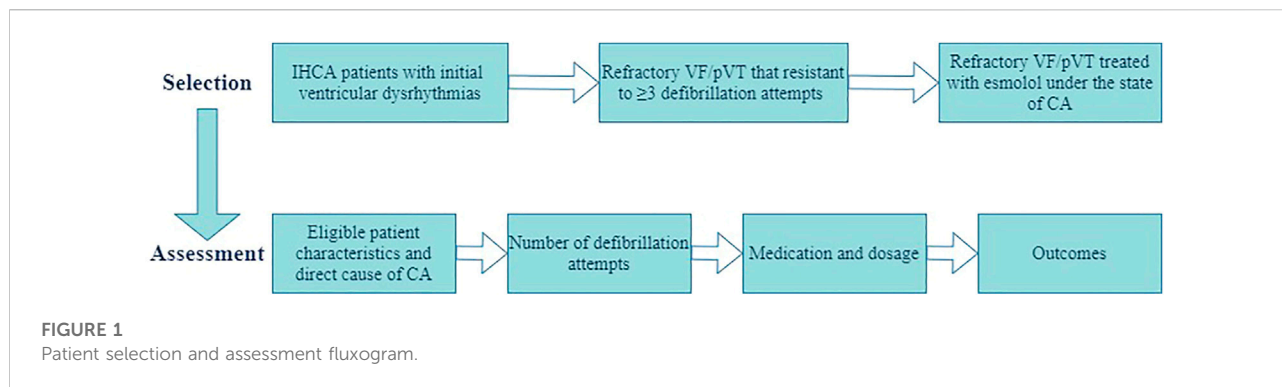 Selection
IHCA patients with initial
ventricular dysrhythmias
Refractory VF/pVT that resistant
to ≥3 defibrillation attempts
Refractory VF/pVT treated
with esmolol under the state
of CA
Assessment
Eligible patient
characteristics and
direct cause of CA
Number of defibrillation
attempts
Medication and dosage
Outcomes
FIGURE 1
Patient selection and assessment fluxogram.